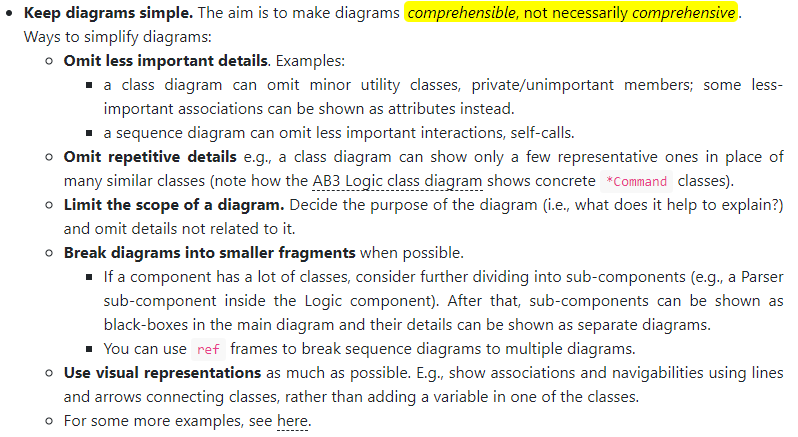 • Keep diagrams simple. The aim is to make diagrams comprehensible, not necessarily comprehensive.
Ways to simplify diagrams:
◦ Omit less important details. Examples:
▪ a class diagram can omit minor utility classes, private/unimportant members; some less-
important associations can be shown as attributes instead.
▪ a sequence diagram can omit less important interactions, self-calls.
◦ Omit repetitive details e.g., a class diagram can show only a few representative ones in place of
many similar classes (note how the AB3 Logic class diagram shows concrete *Command classes).
◦ Limit the scope of a diagram. Decide the purpose of the diagram (i.e., what does it help to explain?)
and omit details not related to it.
◦ Break diagrams into smaller fragments when possible.
▪ If a component has a lot of classes, consider further dividing into sub-components (e.g., a Parser
sub-component inside the Logic component). After that, sub-components can be shown as
black-boxes in the main diagram and their details can be shown as separate diagrams.
▪ You can use ref frames to break sequence diagrams to multiple diagrams.
◦ Use visual representations as much as possible. E.g., show associations and navigabilities using lines
and arrows connecting classes, rather than adding a variable in one of the classes.
◦ For some more examples, see here.